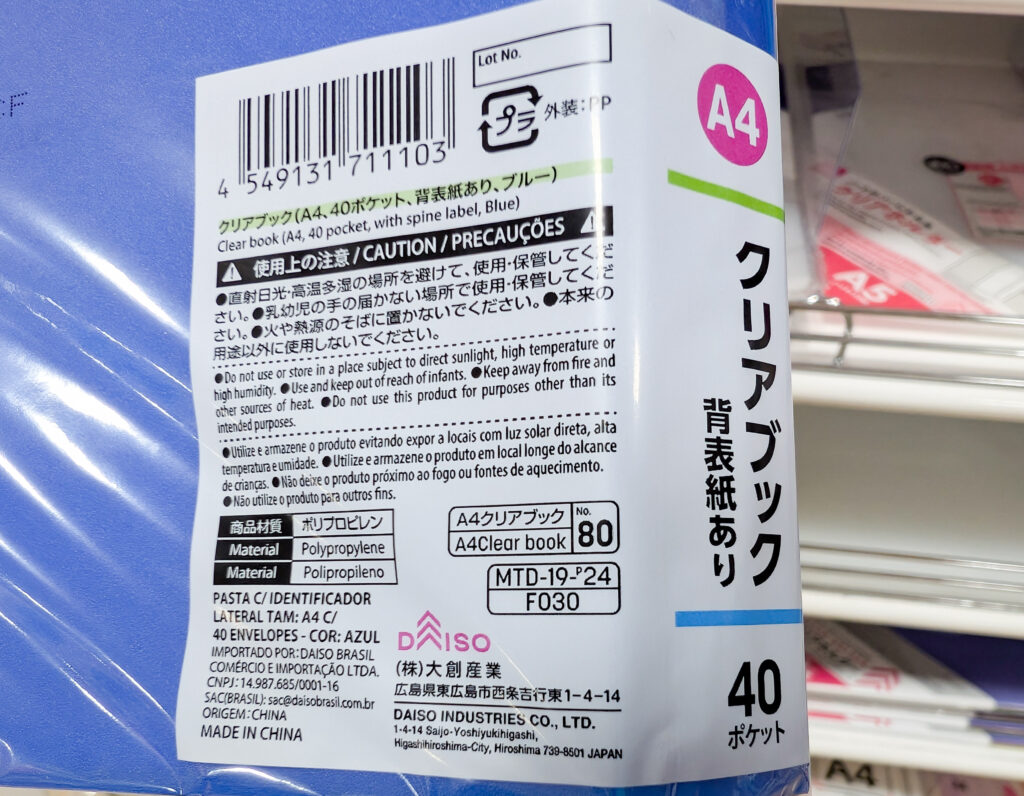 Lot No.
プラ
外装：PP
4 549131 711103
クリアブック(A4、40ポケット、背表紙あり、ブルー)
Clear book (A4, 40 pocket, with spine label, Blue)
使用上の注意 / CAUTION / PRECAUÇÕES
●直射日光・高温多湿の場所を避けて、使用・保管してくだ
さい。●乳幼児の手の届かない場所で使用・保管してくだ
さい。●火や熱源のそばに置かないでください。●本来の
用途以外に使用しないでください。
●Do not use or store in a place subject to direct sunlight, high temperature or
high humidity. ●Use and keep out of reach of infants. ●Keep away from fire and
other sources of heat. ●Do not use this product for purposes other than its
intended purposes.
●Utilize e armazene o produto evitando expor a locais com luz solar direta, alta
temperatura e umidade. ●Utilize e armazene o produto em local longe do alcance
de crianças. ●Não deixe o produto próximo ao fogo ou fontes de aquecimento.
●Não utilize o produto para outros fins.
商品材質 ポリプロピレン
Material Polypropylene
Material Polipropileno
A4クリアブック
A4Clear book
No.
80
MTD-19-P24
F030
PASTA C/ IDENTIFICADOR
LATERAL TAM: A4 C/
40 ENVELOPES - COR: AZUL
IMPORTADO POR: DAISO BRASIL
COMÉRCIO E IMPORTAÇÃO LTDA.
CNPJ: 14.987.685/0001-16
SAC(BRASIL): sac@daisobrasil.com.br
ORIGEM: CHINA
MADE IN CHINA
DAISO
(株)大創産業
広島県東広島市西条吉行東1-4-14
DAISO INDUSTRIES CO., LTD.
1-4-14 Saijo-Yoshiyukihigashi,
Higashihiroshima-City, Hiroshima 739-8501 JAPAN
A4
クリアブック
背表紙あり
40
ポケット
A5
A4